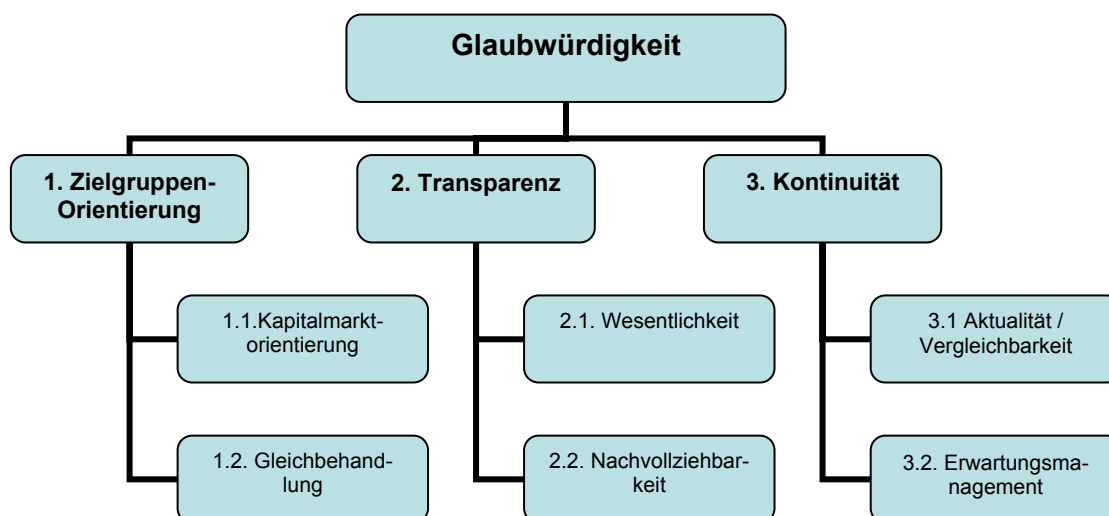 Glaubwürdigkeit
1. Zielgruppen-
Orientierung
2. Transparenz
3. Kontinuität
1.1.Kapitalmarkt-
orientierung
2.1. Wesentlichkeit
3.1 Aktualität /
Vergleichbarkeit
1.2. Gleichbehand-
lung
2.2. Nachvollziehbar-
keit
3.2. Erwartungsma-
nagement